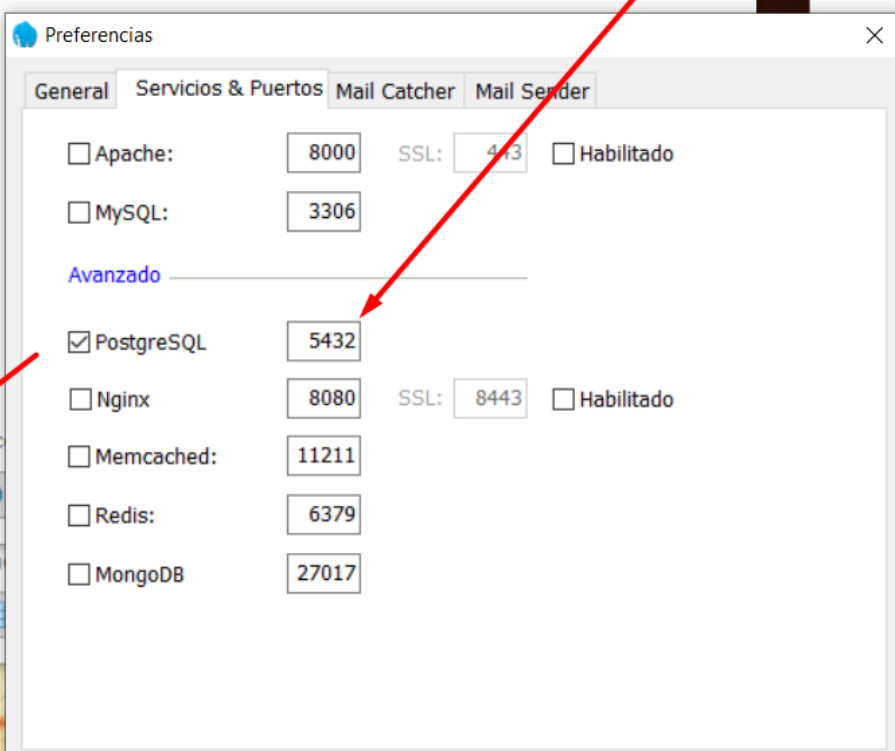 Preferencias
General Servicios & Puertos Mail Catcher Mail Sender
Apache: 8000 SSL: 443 Habilitado
MySQL: 3306
Avanzado
PostgreSQL 5432
Nginx 8080 SSL: 8443 Habilitado
Memcached: 11211
Redis: 6379
MongoDB 27017